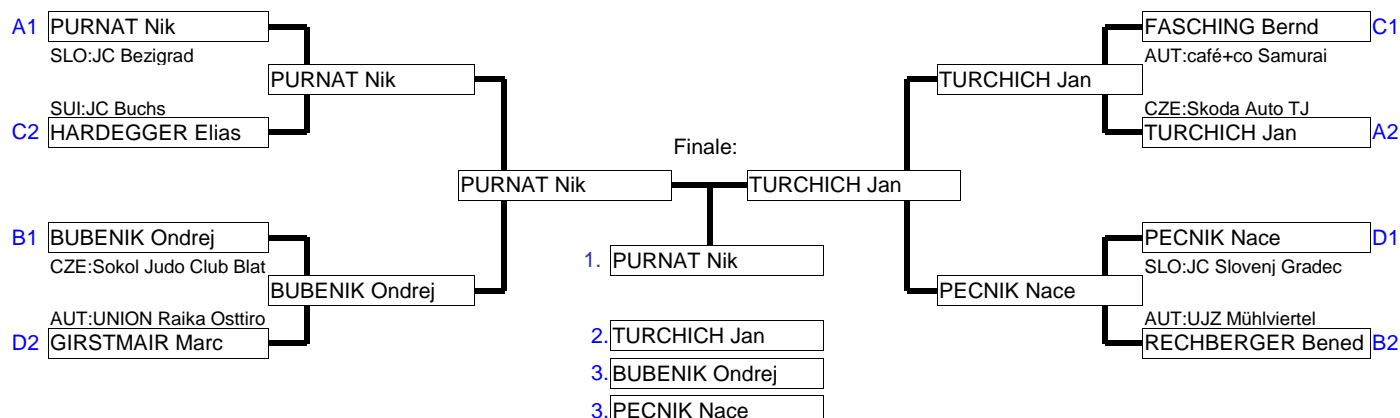 A1 PURNAT Nik
SLO:JC Bezigrad
PURNAT Nik
SUI:JC Buchs
C2 HARDEGGER Elias
PURNAT Nik
B1 BUBENIK Ondrej
CZE:Sokol Judo Club Blat
BUBENIK Ondrej
AUT:UNION Raika Osttiro
D2 GIRSTMAIR Marc
Finale:
1. PURNAT Nik
2. TURCHICH Jan
3. BUBENIK Ondrej
3. PECNIK Nace
FASCHING Bernd C1
AUT:café+co Samurai
TURCHICH Jan
CZE:Skoda Auto TJ
TURCHICH Jan A2
TURCHICH Jan
PECNIK Nace D1
SLO:JC Slovenj Gradec
PECNIK Nace
AUT:UJZ Mühlviertel
RECHBERGER Bened B2